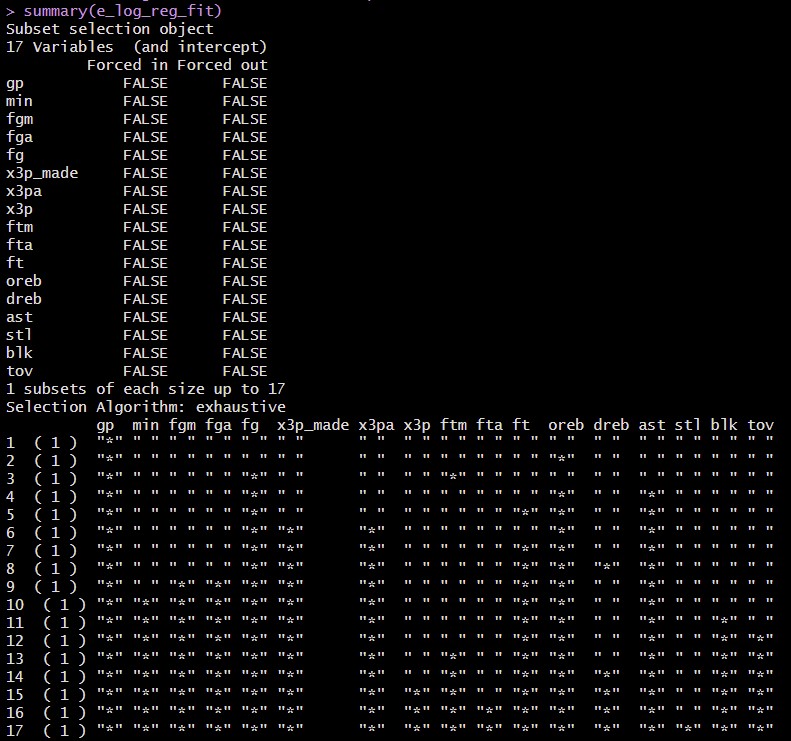 > summary(e_log_reg_fit)
Subset selection object
17 Variables  (and intercept)
         Forced in Forced out
gp           FALSE      FALSE
min          FALSE      FALSE
fgm          FALSE      FALSE
fga          FALSE      FALSE
fg           FALSE      FALSE
x3p_made     FALSE      FALSE
x3pa         FALSE      FALSE
x3p          FALSE      FALSE
ftm          FALSE      FALSE
fta          FALSE      FALSE
ft           FALSE      FALSE
oreb         FALSE      FALSE
dreb         FALSE      FALSE
ast          FALSE      FALSE
stl          FALSE      FALSE
blk          FALSE      FALSE
tov          FALSE      FALSE
1 subsets of each size up to 17
Selection Algorithm: exhaustive
          gp  min fgm fga fg  x3p_made x3pa x3p ftm fta ft  oreb dreb ast stl blk tov
1  ( 1 )  "*" " " " " " " " " " "      " "  " " " " " " " " " "  " "  " " " " " " " "
2  ( 1 )  "*" " " " " " " " " " "      " "  " " " " " " " " "*"  " "  " " " " " " " "
3  ( 1 )  "*" " " " " " " "*" " "      " "  " " "*" " " " " " "  " "  " " " " " " " "
4  ( 1 )  "*" " " " " " " "*" " "      " "  " " " " " " " " "*"  " "  "*" " " " " " "
5  ( 1 )  "*" " " " " " " "*" " "      " "  " " " " " " "*" "*"  " "  "*" " " " " " "
6  ( 1 )  "*" " " " " " " "*" "*"      "*"  " " " " " " " " "*"  " "  "*" " " " " " "
7  ( 1 )  "*" " " " " " " "*" "*"      "*"  " " " " " " "*" "*"  " "  "*" " " " " " "
8  ( 1 )  "*" " " " " " " "*" "*"      "*"  " " " " " " "*" "*"  "*"  "*" " " " " " "
9  ( 1 )  "*" " " "*" "*" "*" "*"      "*"  " " " " " " "*" "*"  " "  "*" " " " " " "
10  ( 1 ) "*" "*" "*" "*" "*" "*"      "*"  " " " " " " "*" "*"  " "  "*" " " " " " "
11  ( 1 ) "*" "*" "*" "*" "*" "*"      "*"  " " " " " " "*" "*"  " "  "*" " " "*" " "
12  ( 1 ) "*" "*" "*" "*" "*" "*"      "*"  " " " " " " "*" "*"  " "  "*" " " "*" "*"
13  ( 1 ) "*" "*" "*" "*" "*" "*"      "*"  " " "*" " " "*" "*"  " "  "*" " " "*" "*"
14  ( 1 ) "*" "*" "*" "*" "*" "*"      "*"  " " "*" " " "*" "*"  "*"  "*" " " "*" "*"
15  ( 1 ) "*" "*" "*" "*" "*" "*"      "*"  "*" "*" " " "*" "*"  "*"  "*" " " "*" "*"
16  ( 1 ) "*" "*" "*" "*" "*" "*"      "*"  "*" "*" "*" "*" "*"  "*"  "*" " " "*" "*"
17  ( 1 ) "*" "*" "*" "*" "*" "*"      "*"  "*" "*" "*" "*" "*"  "*"  "*" "*" "*" "*"